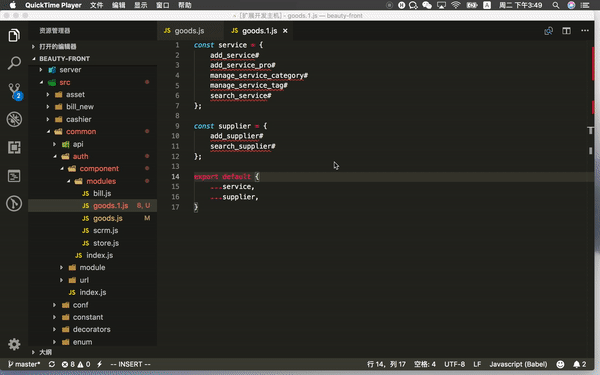 QuickTime Player 文件 编辑 显示 窗口 帮助 周二 下午3:49
[扩展开发主机] - goods.1.js — beauty-front
资源管理器
goods.js
goods.1.js
打开的编辑器
BEAUTY-FRONT
server
src
asset
bill_new
cashier
common
api
auth
component
modules
bill.js
goods.1.js 8, U
goods.js M
scrm.js
store.js
index.js
module
url
index.js
conf
constant
decorators
enum
大纲
2
1 const service = {
2 add_service#
3 add_service_pro#
4 manage_service_category#
5 manage_service_tag#
6 search_service#
7 };
8
9 const supplier = {
10 add_supplier#
11 search_supplier#
12 };
13
14 export default {
15 ...service,
16 ...supplier,
17 }
master* 8 0 -- INSERT -- 行 14, 列 17 空格: 4 UTF-8 LF Javascript (Babel) 2